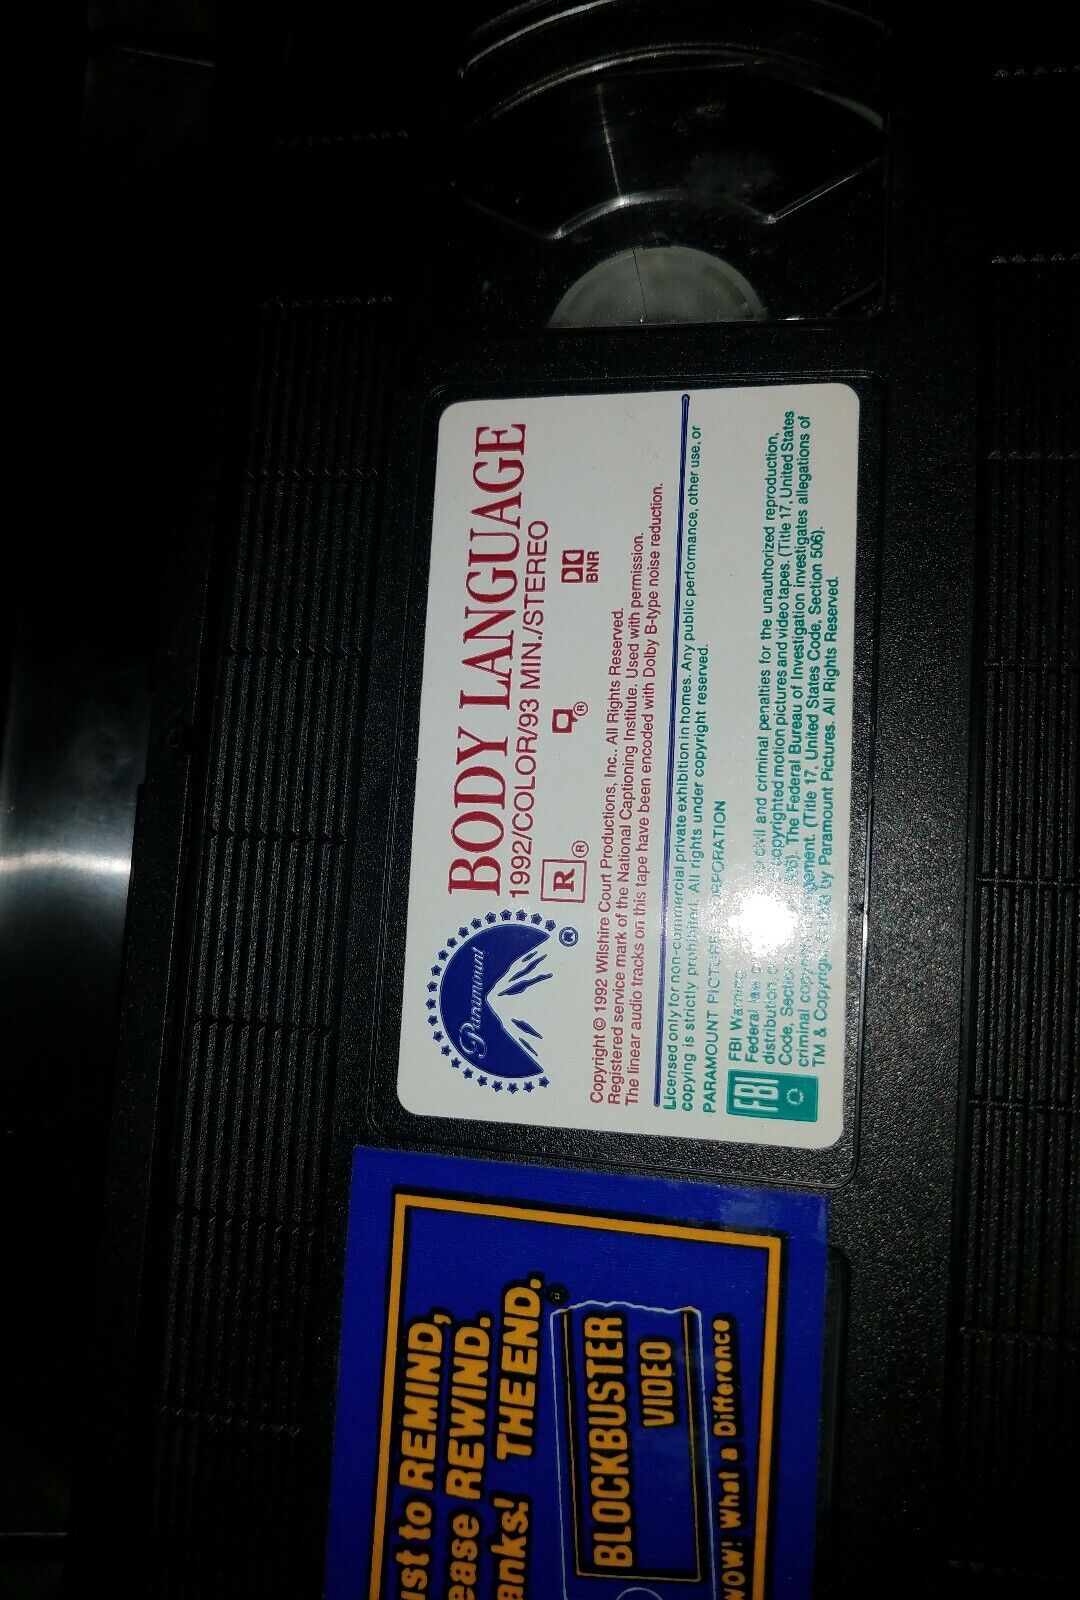 Paramount
®
BODY LANGUAGE
1992/COLOR/93 MIN./STEREO
R ® ® BNR
Copyright © 1992 Wilshire Court Productions, Inc.. All Rights Reserved.
Registered service mark of the National Captioning Institute. Used with permission.
The linear audio tracks on this tape have been encoded with Dolby B-type noise reduction.
Licensed only for non-commercial private exhibition in homes. Any public performance, other use, or
copying is strictly prohibited. All rights under copyright reserved.
PARAMOUNT PICTURES CORPORATION
FBI
FBI Warning
Federal law civil and criminal penalties for the unauthorized reproduction,
distribution copyrighted motion pictures and video tapes. (Title 17, United States
Code, Section The Federal Bureau of Investigation investigates allegations of
criminal copyright infringement. (Title 17, United States Code, Section 506).
TM & Copyright by Paramount Pictures. All Rights Reserved.
ust to REMIND,
ease REWIND.
anks! THE END.
®
BLOCKBUSTER
VIDEO
WOW! What a Difference